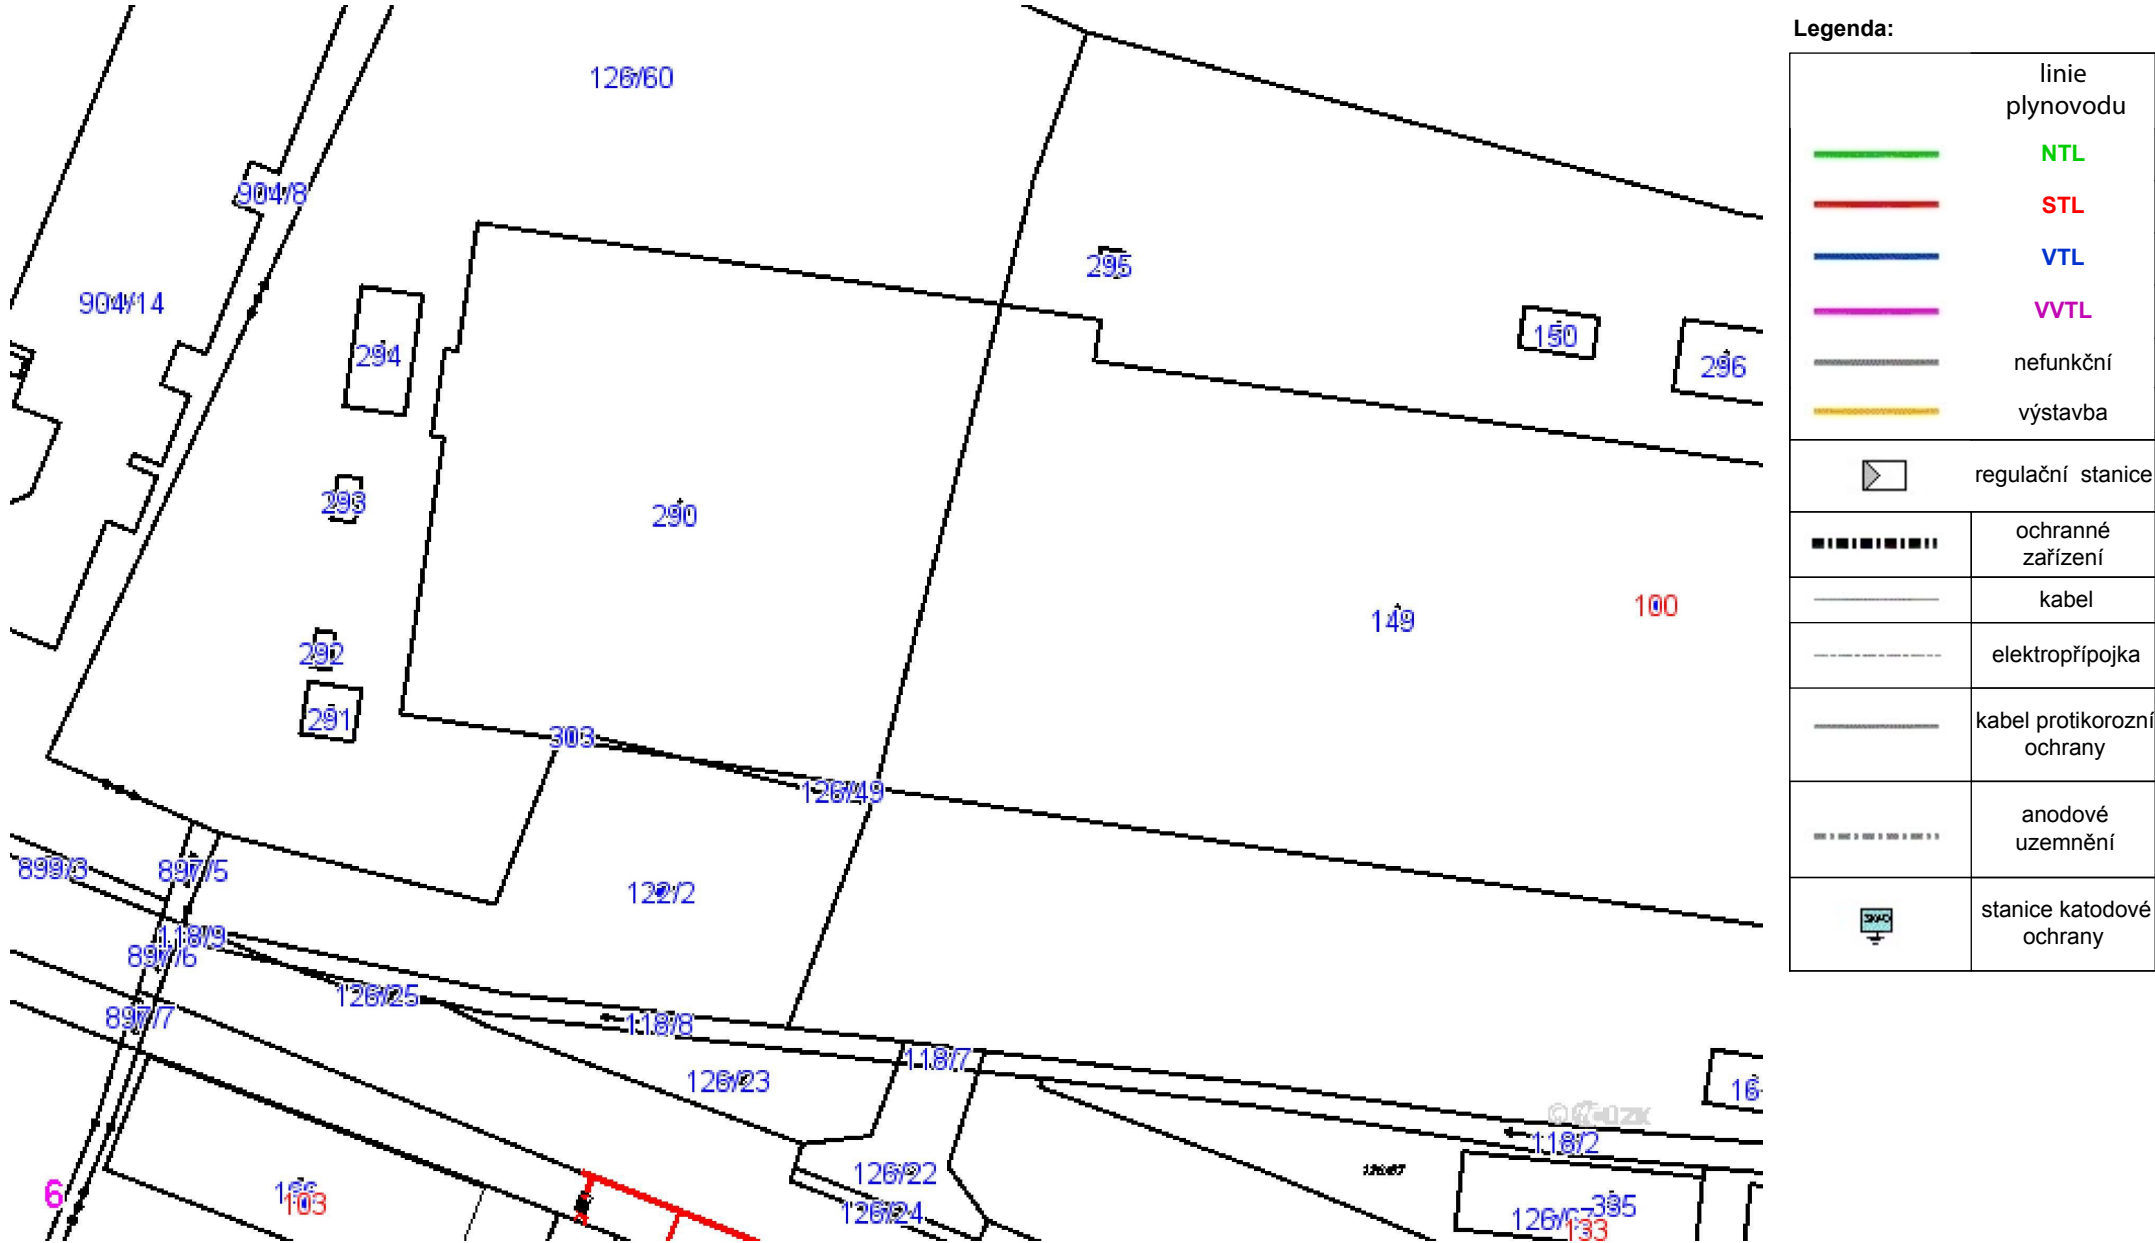 Legenda:
linie
plynovodu
NTL
STL
VTL
VVTL
nefunkční
výstavba
regulační stanice
ochranné
zařízení
kabel
elektropřípojka
kabel protikorozní
ochrany
anodové
uzemnění
stanice katodové
ochrany
126/60
904/8
904/14
295
150
296
294
293
290
149
100
292
291
303
126/49
899/3
897/5
122/2
118/9
897/6
126/25
897/7
118/8
118/7
126/23
16
118/2
126/22
126/24
6
103
335
133